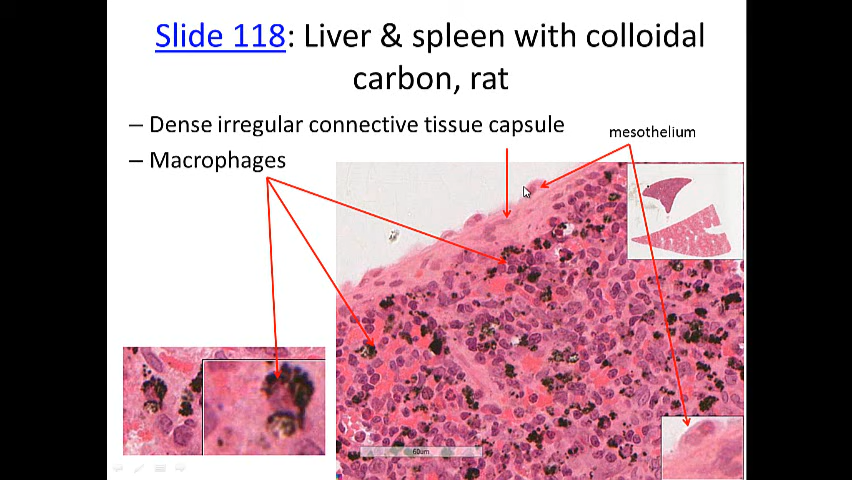 Slide 118: Liver & spleen with colloidal
carbon, rat
– Dense irregular connective tissue capsule
mesothelium
– Macrophages
60um